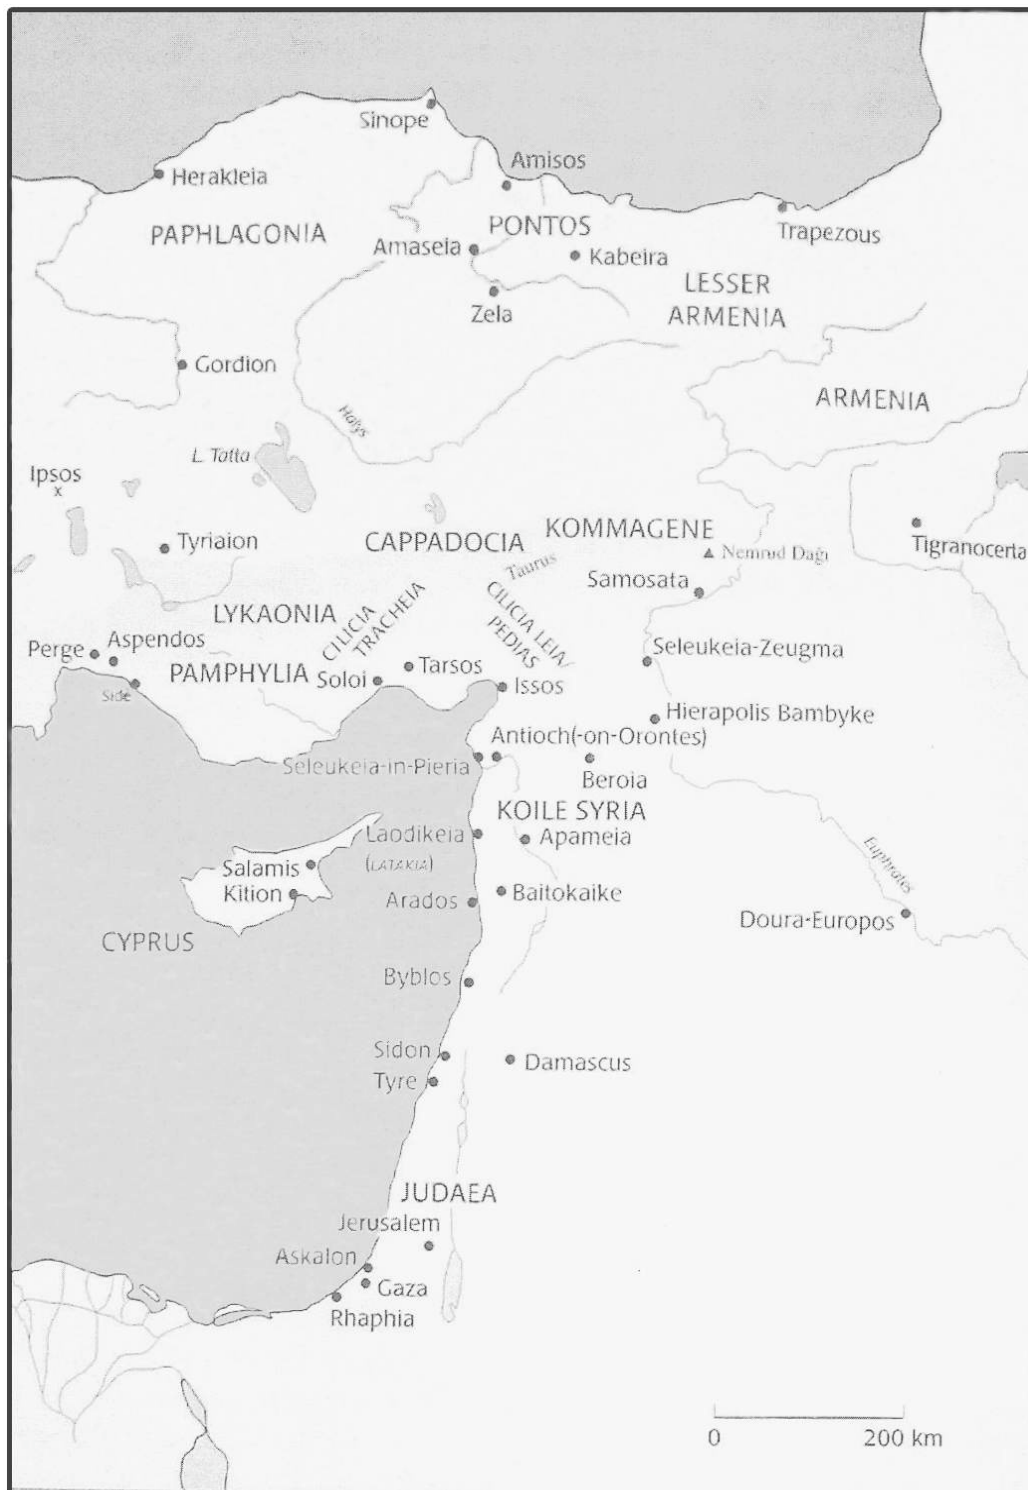 Sinope
Amisos
Herakleia
PAPHLAGONIA
PONTOS
Trapezous
Amaseia
Kabeira
LESSER
ARMENIA
Zela
Gordion
ARMENIA
Halys
L. Tatta
Ipsos
x
Tyriaion
CAPPADOCIA
KOMMAGENE
Tigranocerta
Nemrud Dağı
Taurus
Samosata
LYKAONIA
CILICIA
TRACHEIA
CILICIA LEIA/
PEDIAS
Perge
Aspendos
PAMPHYLIA
Soloi
Tarsos
Seleukeia-Zeugma
Side
Issos
Hierapolis Bambyke
Antioch(-on-Orontes)
Seleukeia-in-Pieria
Beroia
KOILE SYRIA
Laodikeia
(LATAKIA)
Apameia
Euphrates
Salamis
Kition
Arados
Baitokaike
Doura-Europos
CYPRUS
Byblos
Sidon
Damascus
Tyre
JUDAEA
Jerusalem
Askalon
Gaza
Rhaphia
0 200 km